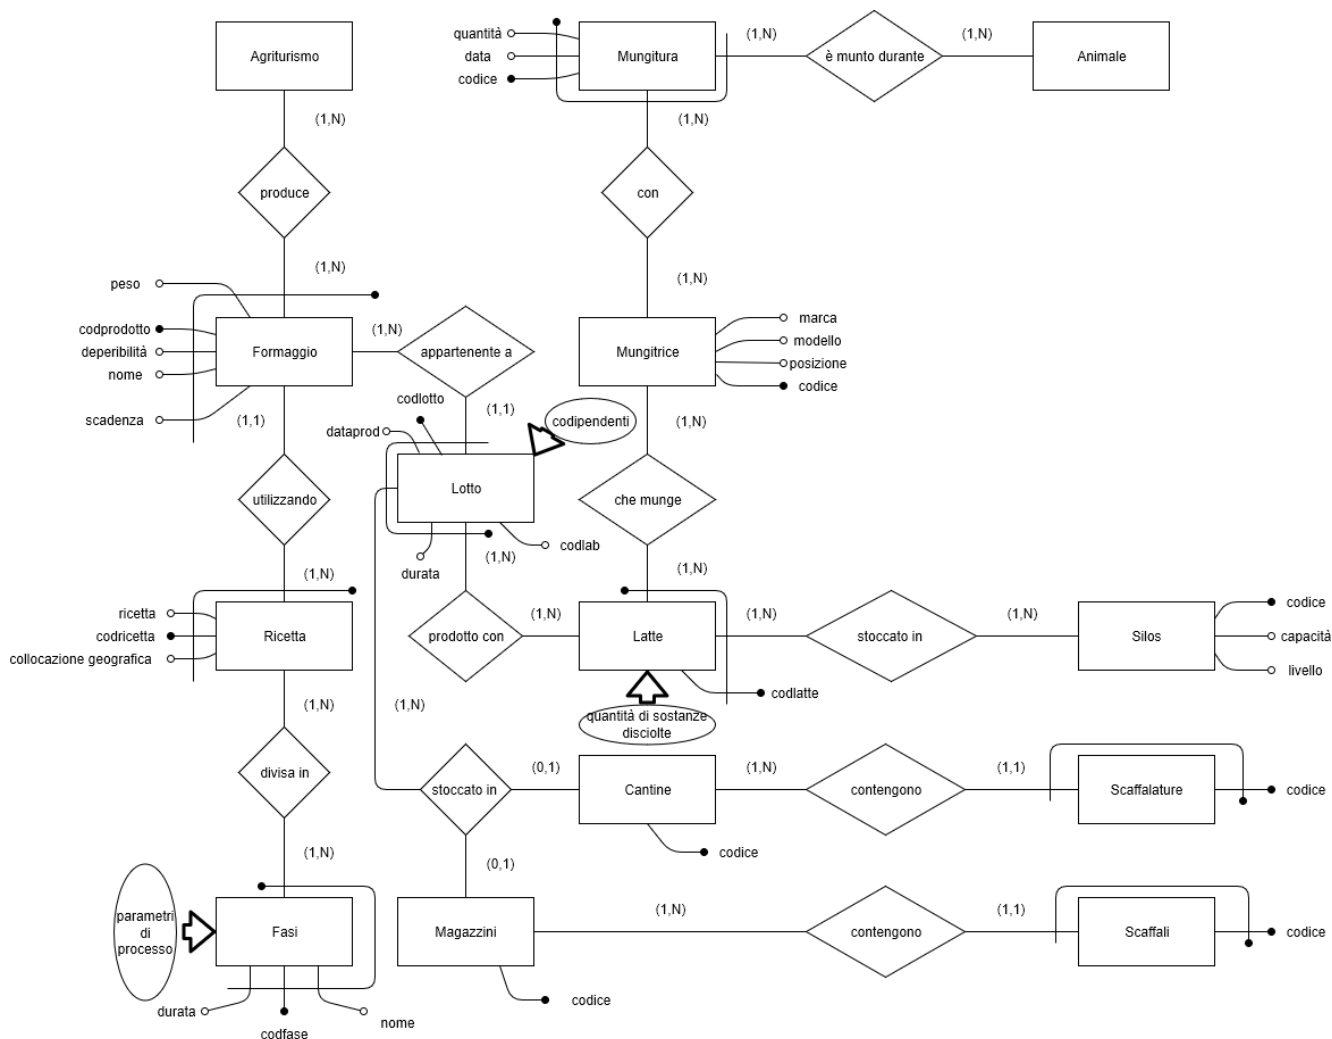 Agriturismo
quantità
data
codice
Mungitura
(1,N)
è munto durante
(1,N)
Animale
(1,N)
(1,N)
produce
con
(1,N)
(1,N)
peso
codprodotto
deperibilità
nome
scadenza
Formaggio
(1,N)
appartenente a
Mungitrice
marca
modello
posizione
codice
(1,1)
codlotto
(1,1)
codipendenti
(1,N)
dataprod
utilizzando
Lotto
che munge
durata
(1,N)
codlab
(1,N)
(1,N)
ricetta
codricetta
collocazione geografica
Ricetta
prodotto con
(1,N)
Latte
(1,N)
stoccato in
(1,N)
Silos
codice
capacità
livello
codlatte
(1,N)
(1,N)
quantità di sostanze
disciolte
divisa in
stoccato in
(0,1)
Cantine
(1,N)
contengono
(1,1)
Scaffalature
codice
(1,N)
(0,1)
codice
parametri
di
processo
Fasi
Magazzini
(1,N)
contengono
(1,1)
Scaffali
codice
durata
codfase
nome
codice